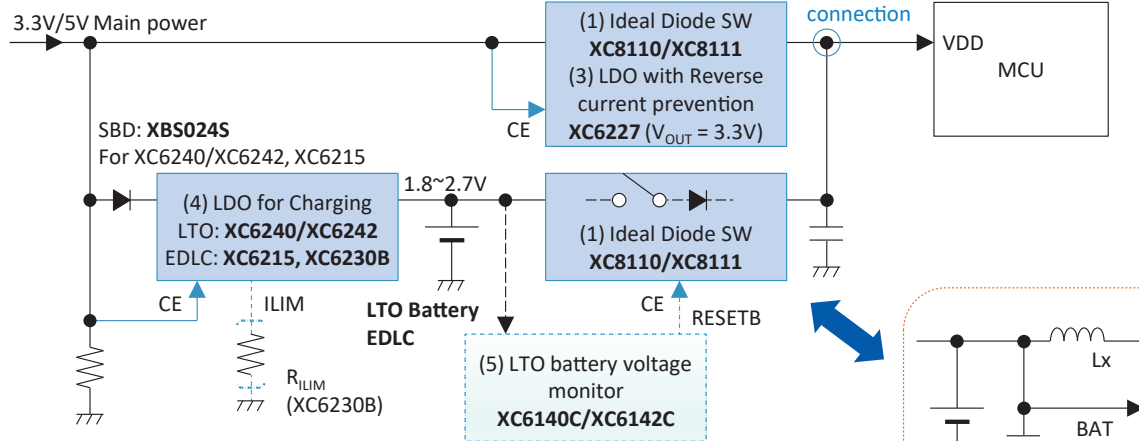 3.3V/5V Main power
(1) Ideal Diode SW
XC8110/XC8111
(3) LDO with Reverse
current prevention
XC6227 (VOUT = 3.3V)
CE
connection
VDD
MCU
SBD: XBS024S
For XC6240/XC6242, XC6215
(4) LDO for Charging
LTO: XC6240/XC6242
EDLC: XC6215, XC6230B
1.8~2.7V
(1) Ideal Diode SW
XC8110/XC8111
CE
ILIM
LTO Battery
EDLC
CE
RESETB
RILIM
(XC6230B)
(5) LTO battery voltage
monitor
XC6140C/XC6142C
Lx
BAT